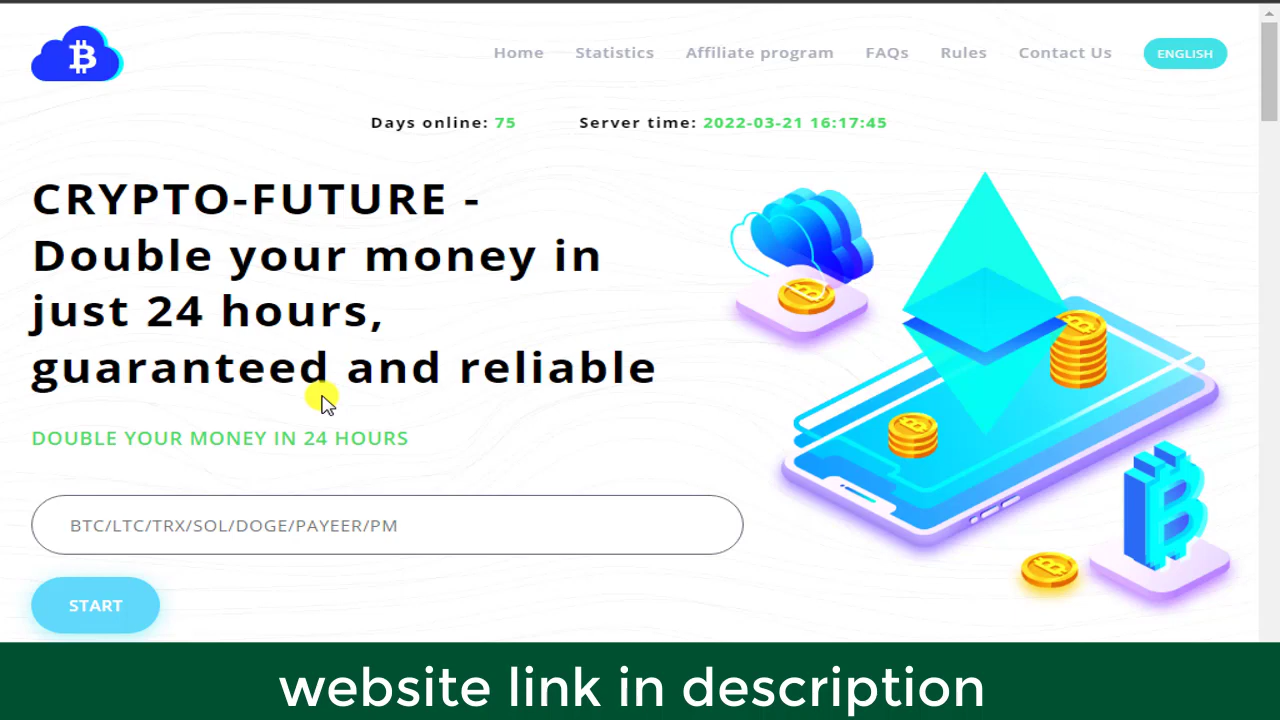 Home Statistics Affiliate program FAQs Rules Contact Us ENGLISH
Days online: 75 Server time: 2022-03-21 16:17:45
CRYPTO-FUTURE -
Double your money in
just 24 hours,
guaranteed and reliable
DOUBLE YOUR MONEY IN 24 HOURS
BTC/LTC/TRX/SOL/DOGE/PAYEER/PM
START
website link in description